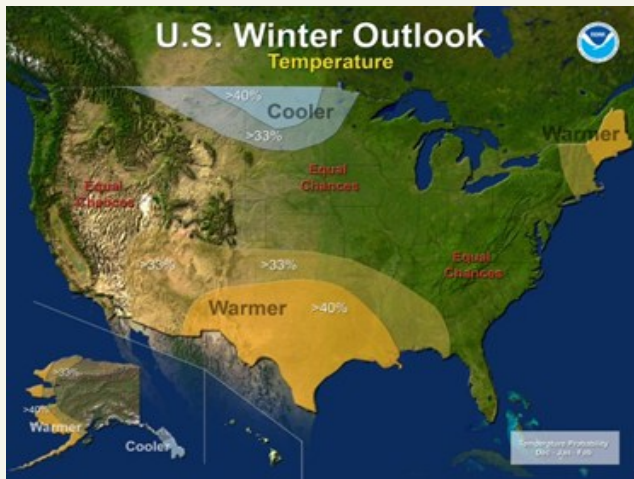 U.S. Winter Outlook
Temperature
NOAA
>40%
Cooler
>33%
Warmer
Equal
Chances
Equal
Chances
Equal
Chances
>33%
>33%
Warmer
>40%
>33%
>40%
Warmer
Cooler
Temperature Probability
Dec - Jan - Feb